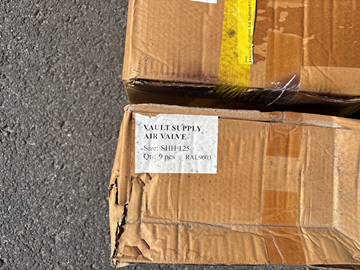 VAULT SUPPLY
AIR VALVE
Size: SHH 125
Qty: 9 pcs RAL9003